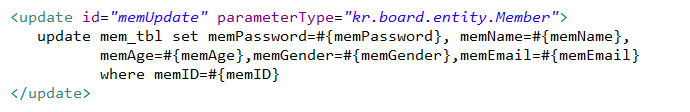 <update id="memUpdate" parameterType="kr.board.entity.Member">
update mem_tbl set memPassword=#{memPassword}, memName=#{memName},
memAge=#{memAge},memGender=#{memGender},memEmail=#{memEmail}
where memID=#{memID}
</update>